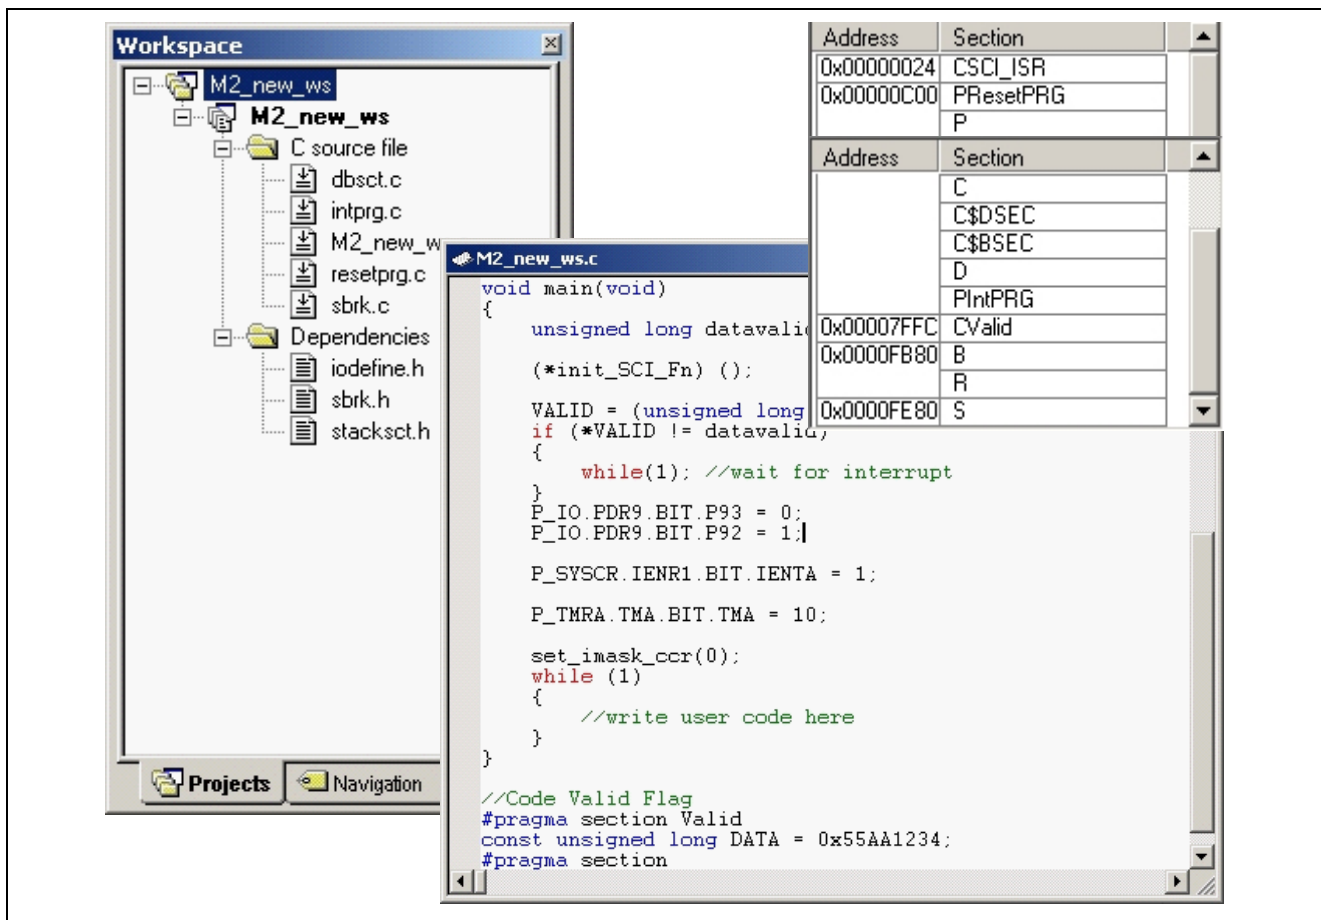 Workspace
M2_new_ws
M2_new_ws
C source file
dbsct.c
intprg.c
M2_new_w
resetprg.c
sbrk.c
Dependencies
iodefine.h
sbrk.h
stacksct.h
Projects Navigation
M2_new_ws.c
void main(void)
{
unsigned long datavalid
(*init_SCI_Fn) ();
VALID = (unsigned long
if (*VALID != datavalid)
{
while(1); //wait for interrupt
}
P_IO.PDR9.BIT.P93 = 0;
P_IO.PDR9.BIT.P92 = 1;
P_SYSCR.IENR1.BIT.IENTA = 1;
P_TMRA.TMA.BIT.TMA = 10;
set_imask_ccr(0);
while (1)
{
//write user code here
}
}
//Code Valid Flag
#pragma section Valid
const unsigned long DATA = 0x55AA1234;
#pragma section
Address Section
0x00000024 CSCI_ISR
0x00000C00 PResetPRG
P
Address Section
C
C$DSEC
C$BSEC
D
PIntPRG
0x00007FFC CValid
0x0000FB80 B
R
0x0000FE80 S